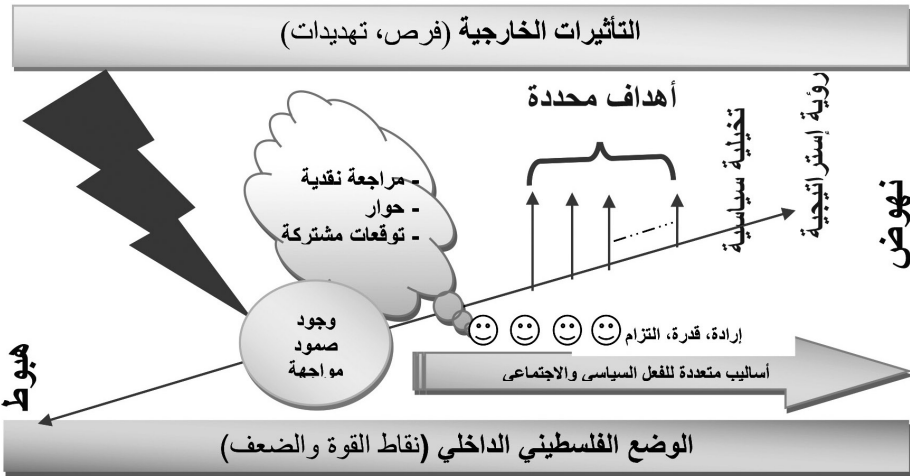 التأثيرات الخارجية (فرص، تهديدات)
أهداف محددة
رؤية إستراتيجية
تخيلية سياسية
نهوض
- مراجعة نقدية
- حوار
- توقعات مشتركة
وجود
صمود
مواجهة
إرادة، قدرة، التزام
أساليب متعددة للفعل السياسي والاجتماعي
هبوط
الوضع الفلسطيني الداخلي (نقاط القوة والضعف)